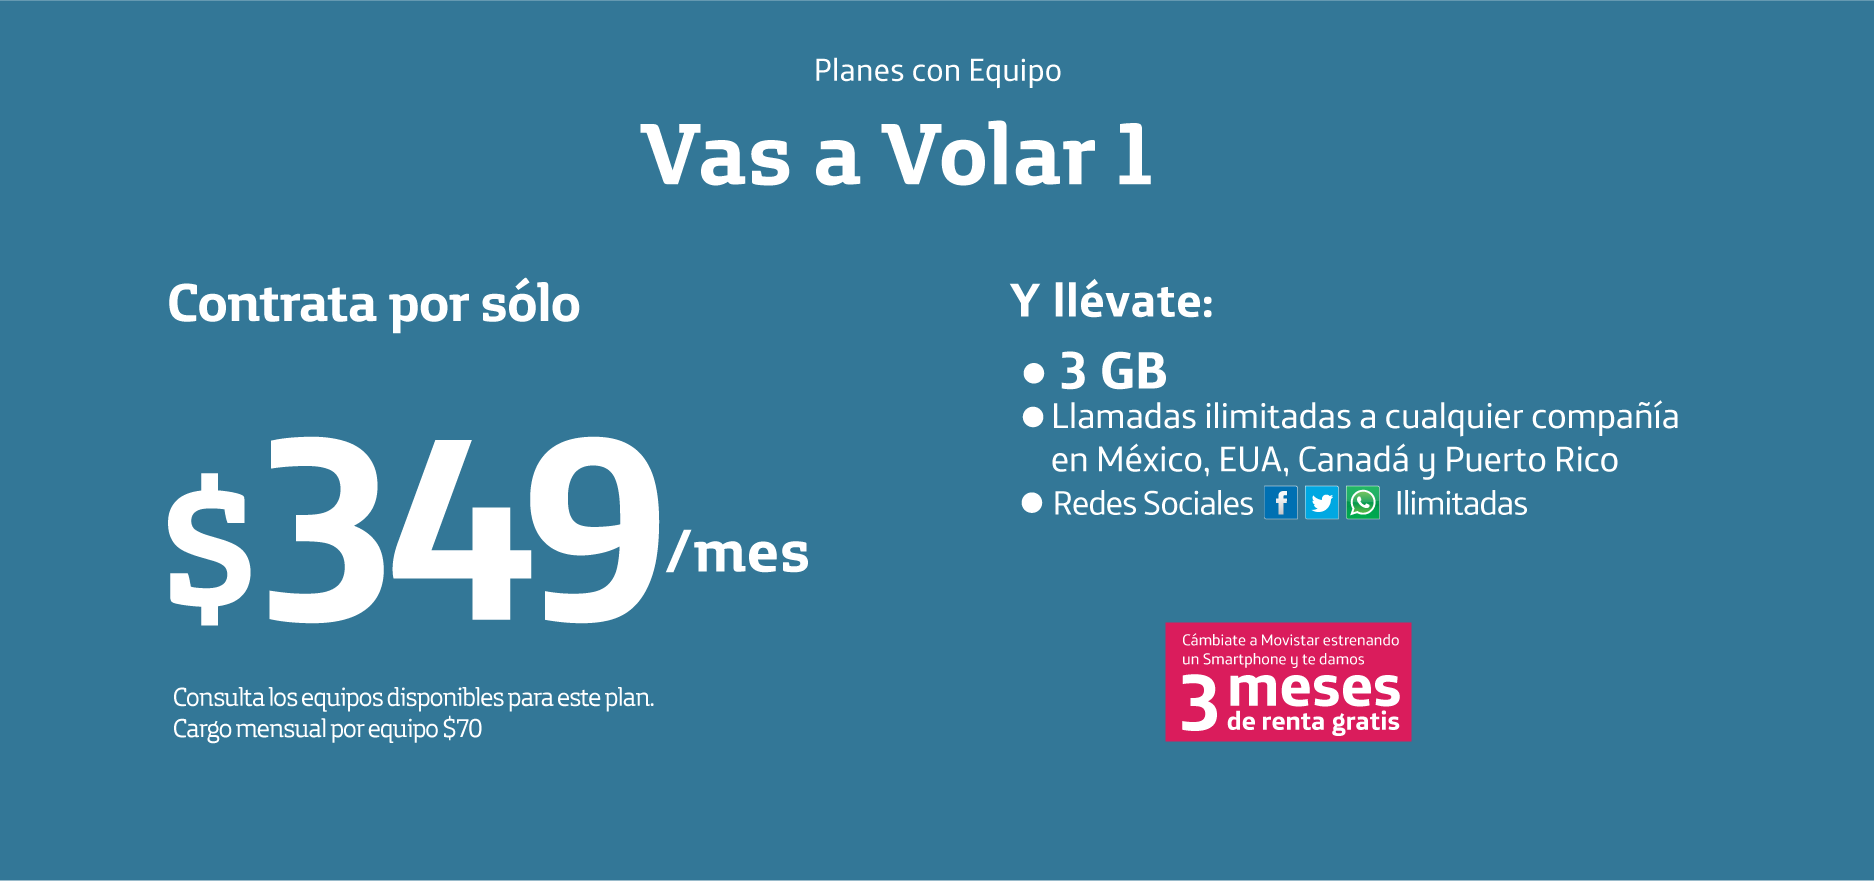 Planes con Equipo
Vas a Volar 1
Contrata por sólo
$349/mes
Consulta los equipos disponibles para este plan.
Cargo mensual por equipo $70
Y llévate:
● 3 GB
● Llamadas ilimitadas a cualquier compañía
en México, EUA, Canadá y Puerto Rico
● Redes Sociales f Ilimitadas
Cámbiate a Movistar estrenando
un Smartphone y te damos
3 meses
de renta gratis